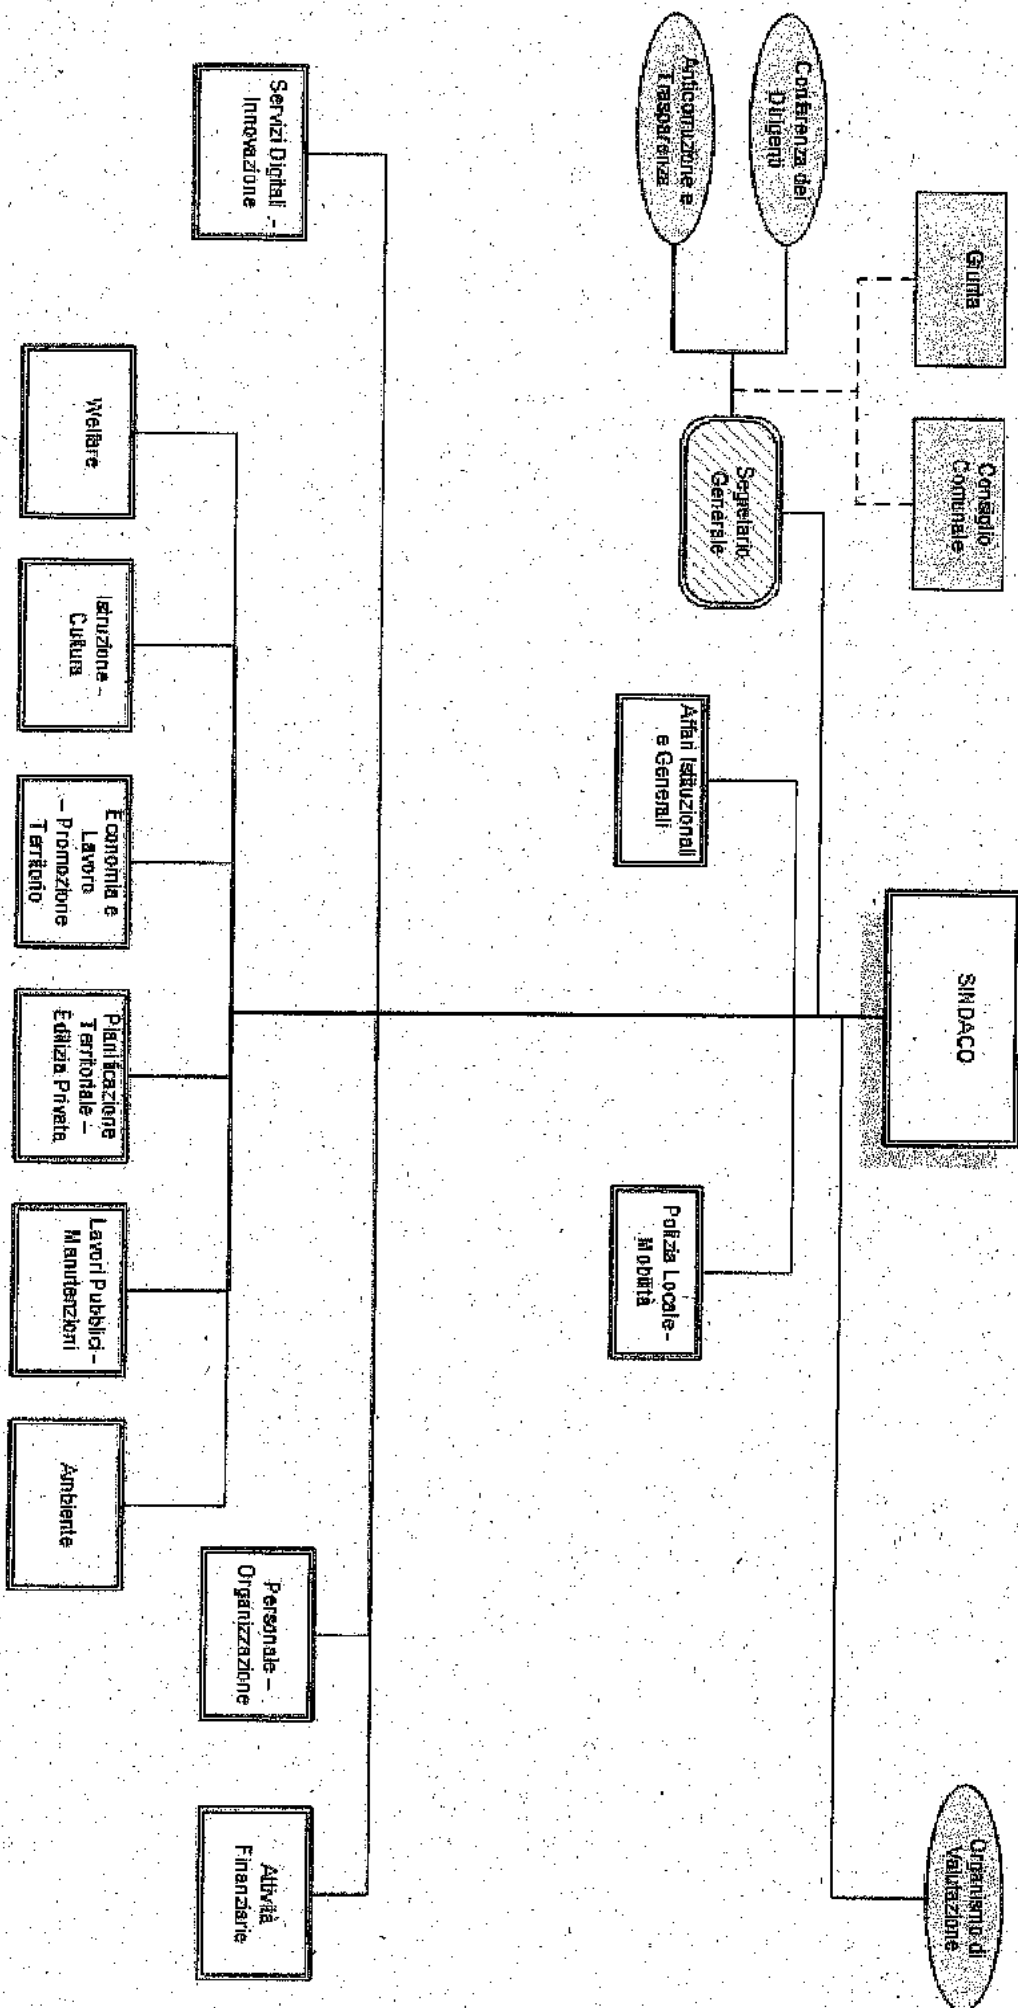 SINDACO
Giunta
Consiglio
Comunale
Organismo di
Valutazione
Conferenza dei
Dirigenti
Anticorruzione e
Trasparenza
Segretario
Generale
Affari Istituzionali
e Generali
Polizia Locale–
Mobilità
Servizi Digitali -
Innovazione
Personale –
Organizzazione
Attività
Finanziarie
Welfare
Istruzione –
Cultura
Economia e
Lavoro
– Promozione
Territorio
Pianificazione
Territoriale –
Edilizia Privata
Lavori Pubblici –
Manutenzioni
Ambiente